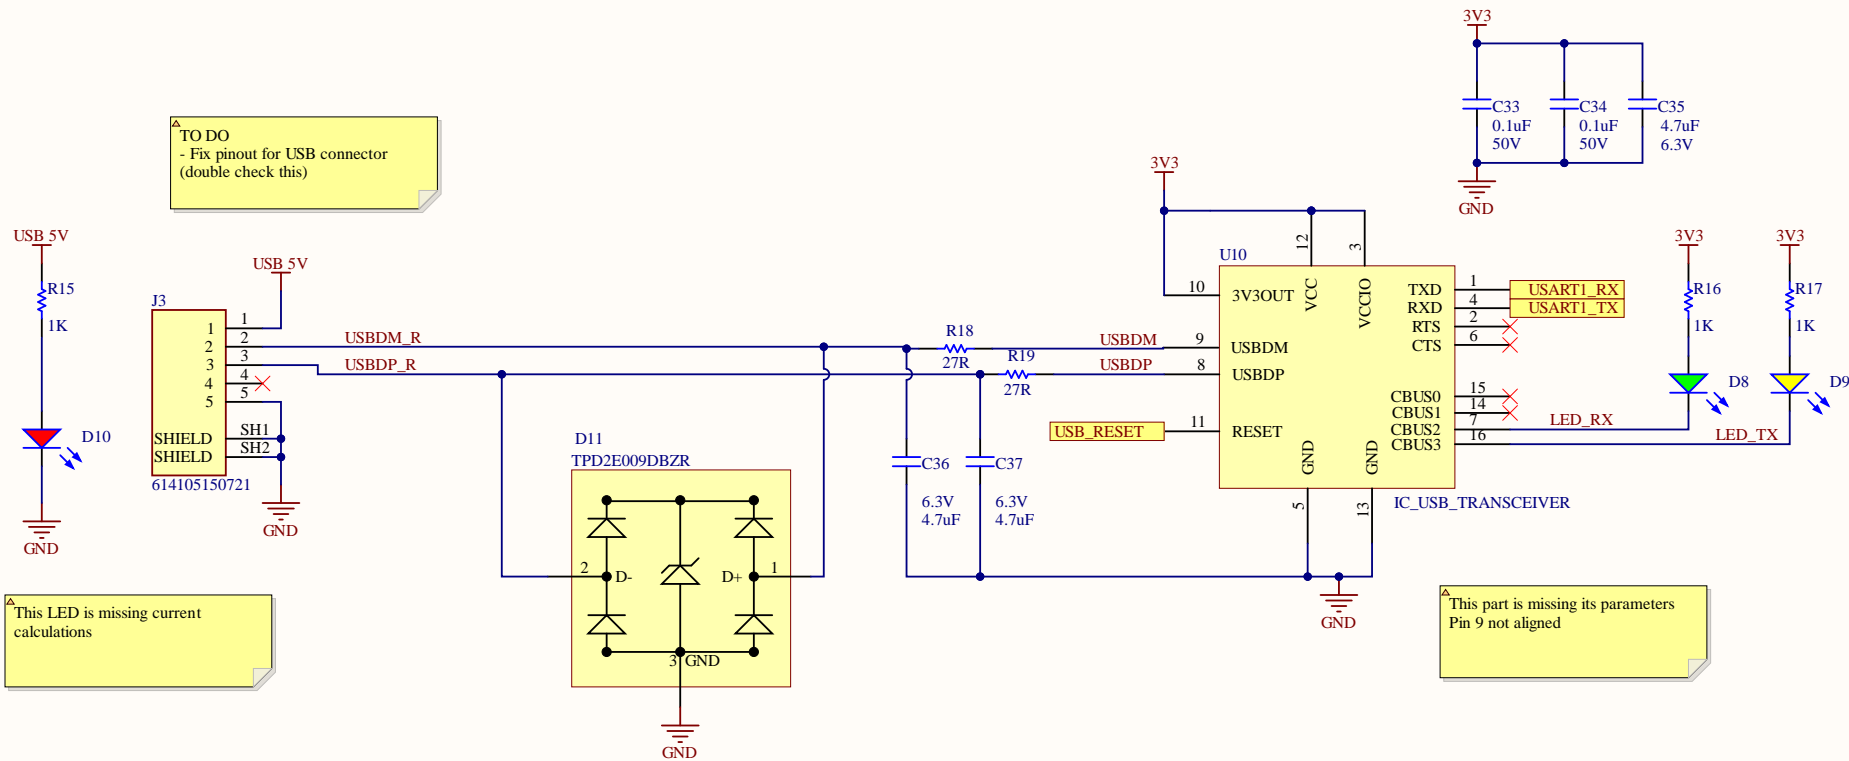 3V3
C33
0.1uF
50V
C34
0.1uF
50V
C35
4.7uF
6.3V
GND
TO DO
- Fix pinout for USB connector
(double check this)
USB 5V
R15
1K
D10
GND
USB 5V
J3
1
2
3
4
5
SHIELD
SHIELD
1
2
3
4
5
SH1
SH2
614105150721
GND
USBDM_R
USBDP_R
D11
TPD2E009DBZR
2
D-
D+
1
3
GND
GND
R18
27R
R19
27R
USBDM
USBDP
C36
6.3V
4.7uF
C37
6.3V
4.7uF
USB_RESET
3V3
U10
12
3
10
3V3OUT
VCC
VCCIO
9
USBDM
8
USBDP
11
RESET
GND
GND
5
13
TXD
RXD
RTS
CTS
CBUS0
CBUS1
CBUS2
CBUS3
1
4
2
6
15
14
7
16
USART1_RX
USART1_TX
IC_USB_TRANSCEIVER
GND
3V3
R16
1K
D8
LED_RX
3V3
R17
1K
D9
LED_TX
This LED is missing current
calculations
This part is missing its parameters
Pin 9 not aligned